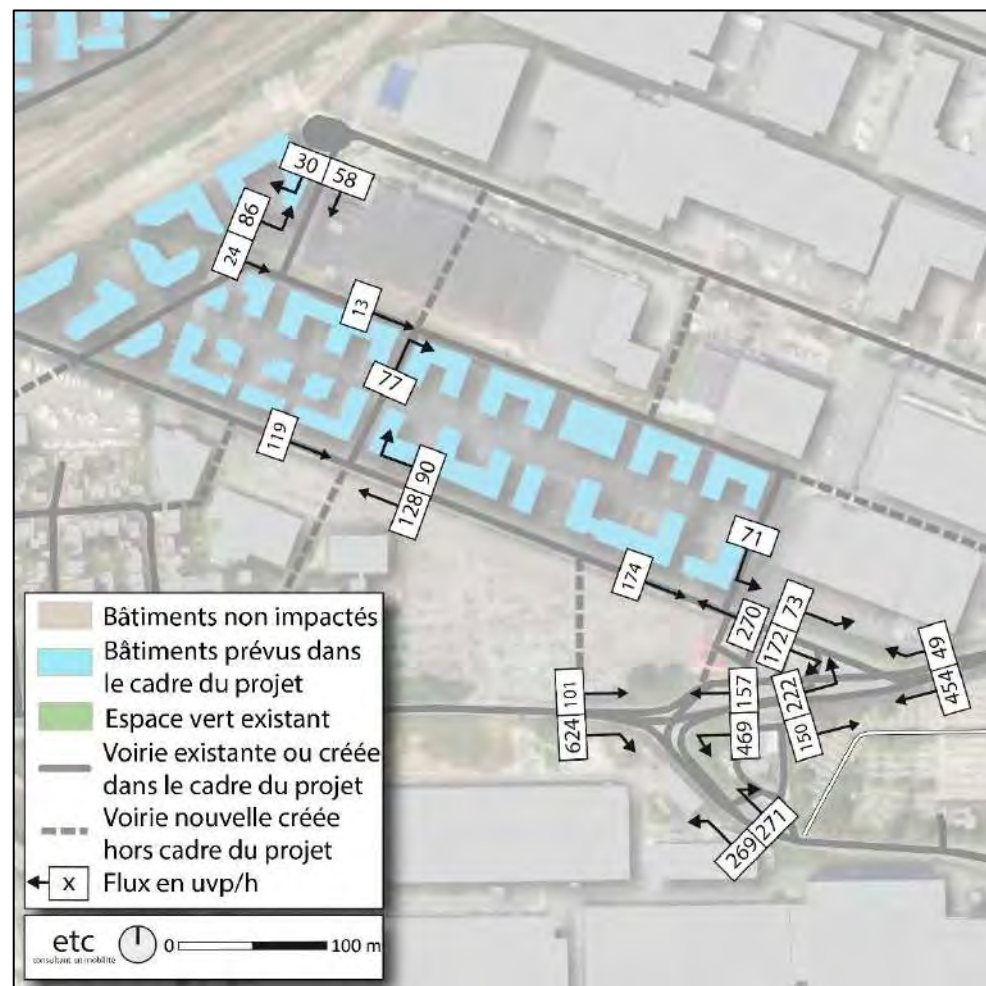 30 58
86
24
13
77
119
90
128
71
174
270
73
172
49
454
101
624
157
469
222
150
271
269
Bâtiments non impactés
Bâtiments prévus dans
le cadre du projet
Espace vert existant
Voirie existante ou créée
dans le cadre du projet
Voirie nouvelle créée
hors cadre du projet
x Flux en uvp/h
etc
consultant en mobilité
0 100 m